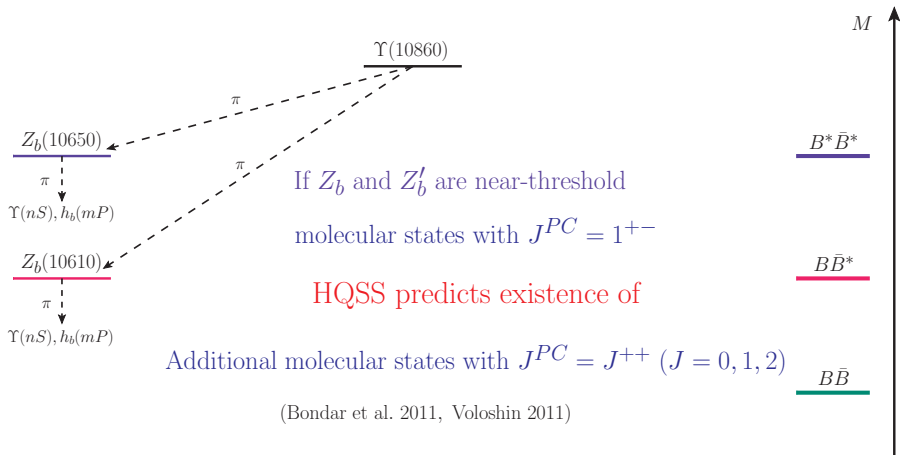 M
Υ(10860)
π
Z_b(10650)
B*B̄*
π
π
If Z_b and Z′_b are near-threshold
Υ(nS), h_b(mP)
molecular states with J^{PC} = 1^{+−}
Z_b(10610)
BB̄*
π
HQSS predicts existence of
Υ(nS), h_b(mP)
Additional molecular states with J^{PC} = J^{++} (J = 0, 1, 2)
BB̄
(Bondar et al. 2011, Voloshin 2011)